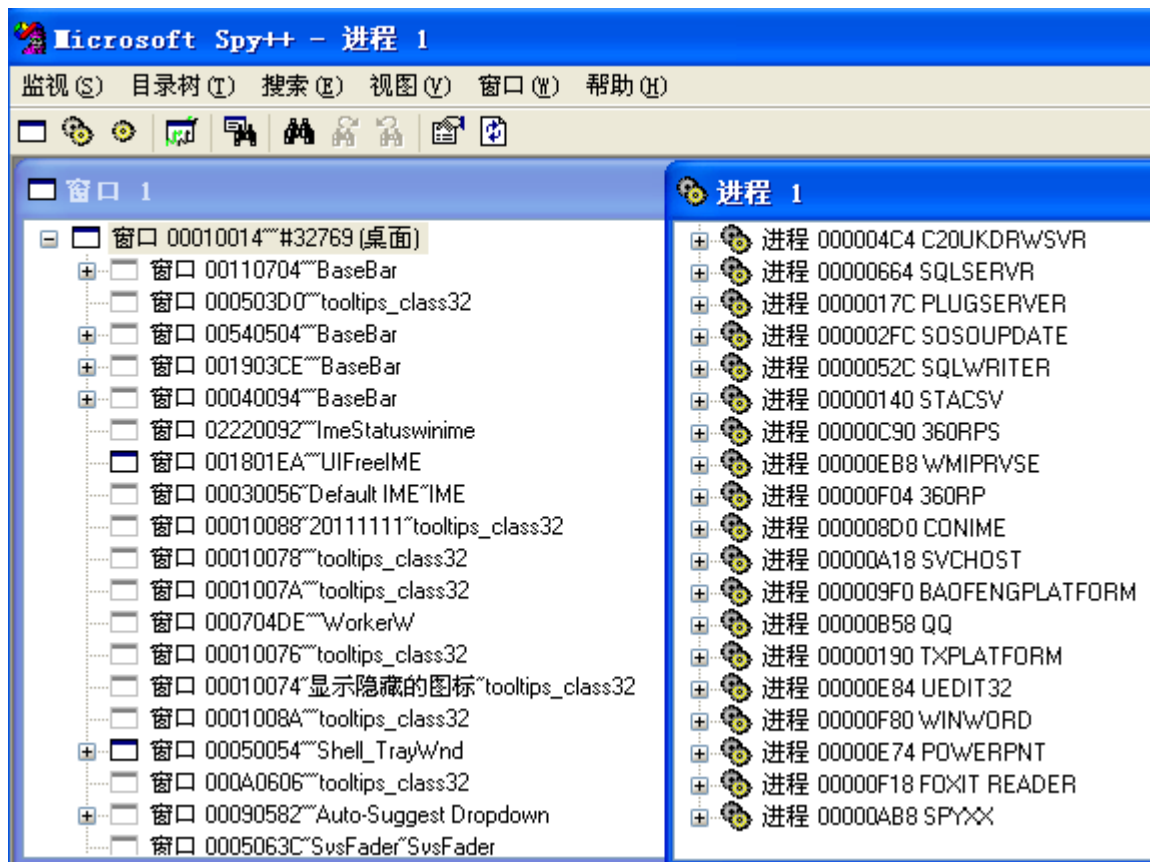 Microsoft Spy++ - 进程 1
监视(S) 目录树(T) 搜索(E) 视图(V) 窗口(W) 帮助(H)
窗口 1
窗口 00010014""#32769 (桌面)
窗口 00110704""BaseBar
窗口 000503D0""tooltips_class32
窗口 00540504""BaseBar
窗口 001903CE""BaseBar
窗口 00040094""BaseBar
窗口 02220092""ImeStatuswinime
窗口 001801EA""UIFreeIME
窗口 00030056"Default IME"IME
窗口 00010088"20111111"tooltips_class32
窗口 00010078""tooltips_class32
窗口 0001007A""tooltips_class32
窗口 000704DE""WorkerW
窗口 00010076""tooltips_class32
窗口 00010074"显示隐藏的图标"tooltips_class32
窗口 0001008A""tooltips_class32
窗口 00050054""Shell_TrayWnd
窗口 000A0606""tooltips_class32
窗口 00090582""Auto-Suggest Dropdown
窗口 0005063C"SysFader"SysFader
进程 1
进程 000004C4 C20UKDRWSVR
进程 00000664 SQLSERVR
进程 0000017C PLUGSERVER
进程 000002FC SOSOUPDATE
进程 0000052C SQLWRITER
进程 00000140 STACSV
进程 00000C90 360RPS
进程 00000EB8 WMIPRVSE
进程 00000F04 360RP
进程 000008D0 CONIME
进程 00000A18 SVCHOST
进程 000009F0 BAOFENGPLATFORM
进程 00000B58 QQ
进程 00000190 TXPLATFORM
进程 00000E84 UEDIT32
进程 00000F80 WINWORD
进程 00000E74 POWERPNT
进程 00000F18 FOXIT READER
进程 00000AB8 SPYXX